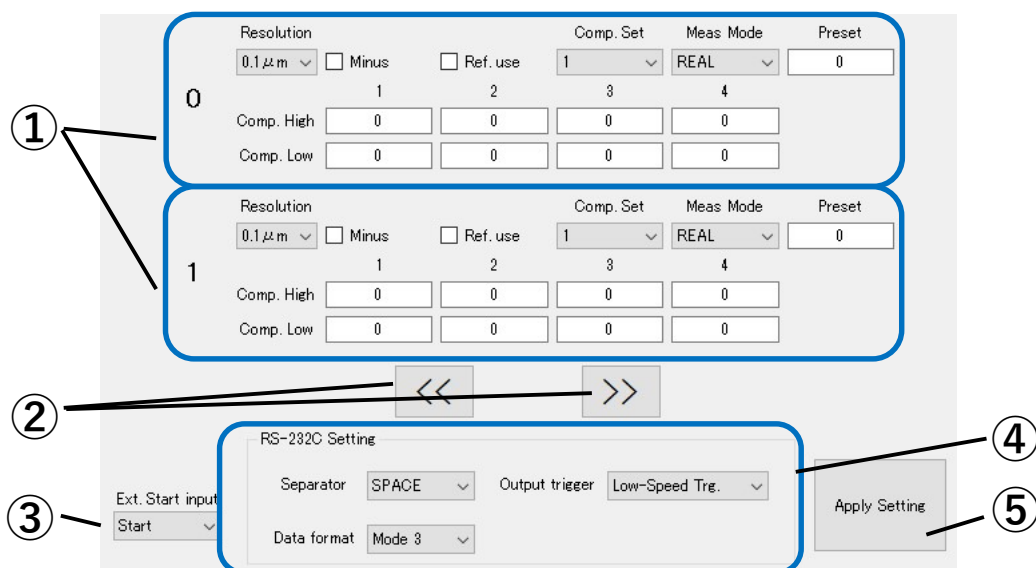 Resolution Comp. Set Meas Mode Preset
0.1μm Minus Ref. use 1 REAL 0
1 2 3 4
0
Comp. High 0 0 0 0
①
Comp. Low 0 0 0 0
Resolution Comp. Set Meas Mode Preset
0.1μm Minus Ref. use 1 REAL 0
1 2 3 4
1
Comp. High 0 0 0 0
Comp. Low 0 0 0 0
② << >>
RS-232C Setting ④
Separator SPACE Output trigger Low-Speed Trg.
Ext. Start input
③ Start Apply Setting ⑤
Data format Mode 3